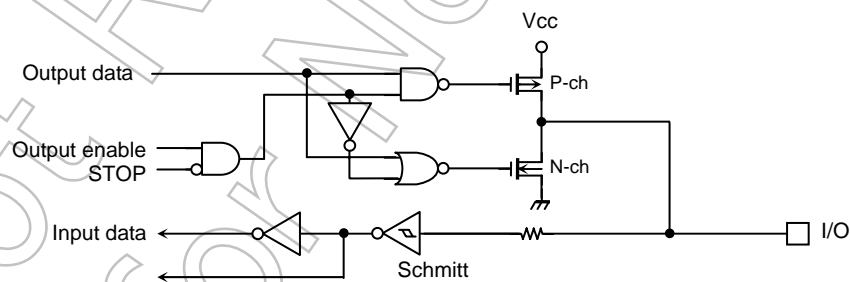 Vcc
Output data
P-ch
Output enable
STOP
N-ch
Input data
I/O
Schmitt